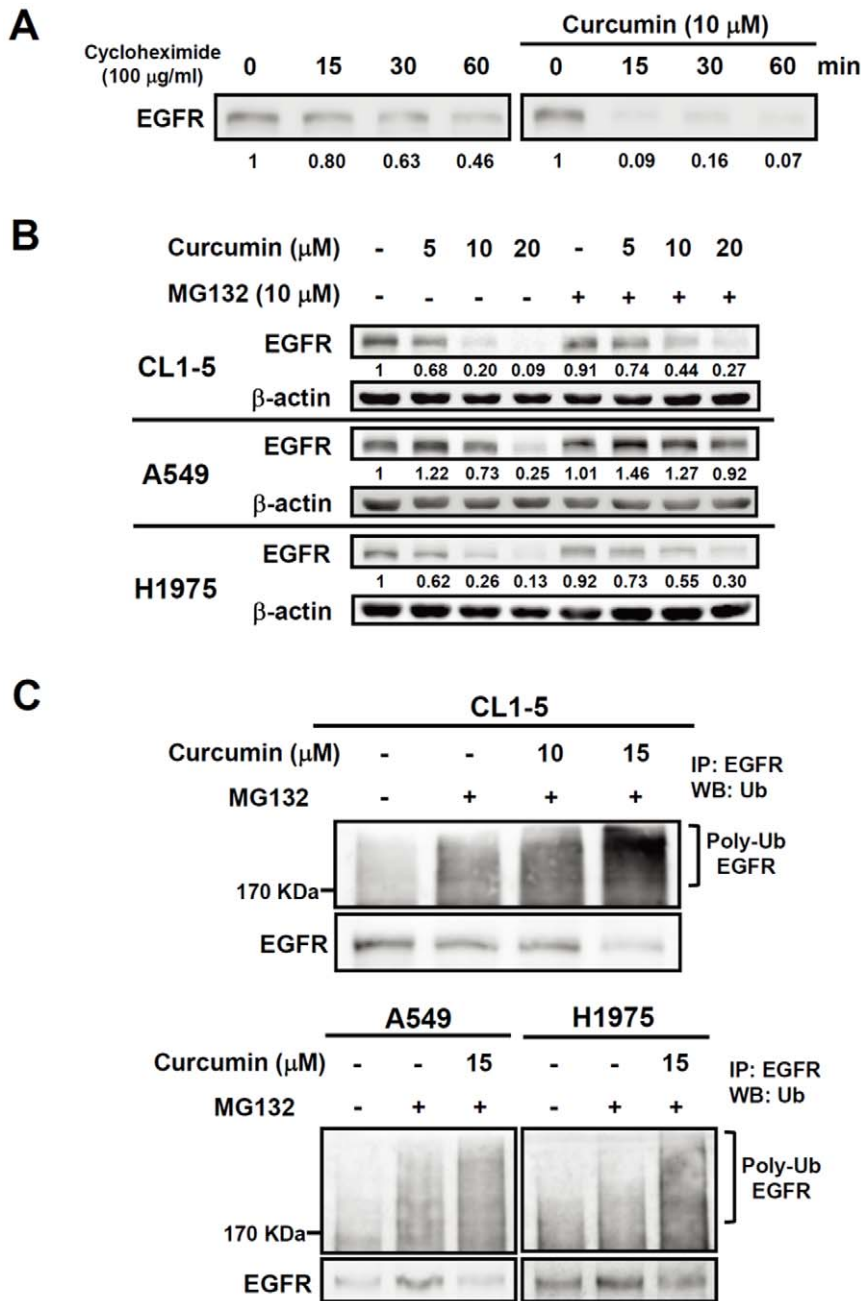 A
Curcumin (10 μM)
Cycloheximide
(100 μg/ml)
0 15 30 60 0 15 30 60 min
EGFR
1 0.80 0.63 0.46 1 0.09 0.16 0.07
B
Curcumin (μM) - 5 10 20 - 5 10 20
MG132 (10 μM) - - - - + + + +
EGFR
CL1-5
1 0.68 0.20 0.09 0.91 0.74 0.44 0.27
β-actin
EGFR
A549
1 1.22 0.73 0.25 1.01 1.46 1.27 0.92
β-actin
EGFR
H1975
1 0.62 0.26 0.13 0.92 0.73 0.55 0.30
β-actin
C
CL1-5
Curcumin (μM) - - 10 15
MG132 - + + +
IP: EGFR
WB: Ub
Poly-Ub
EGFR
170 KDa
EGFR
A549 H1975
Curcumin (μM) - - 15 - - 15
MG132 - + + - + +
IP: EGFR
WB: Ub
Poly-Ub
EGFR
170 KDa
EGFR